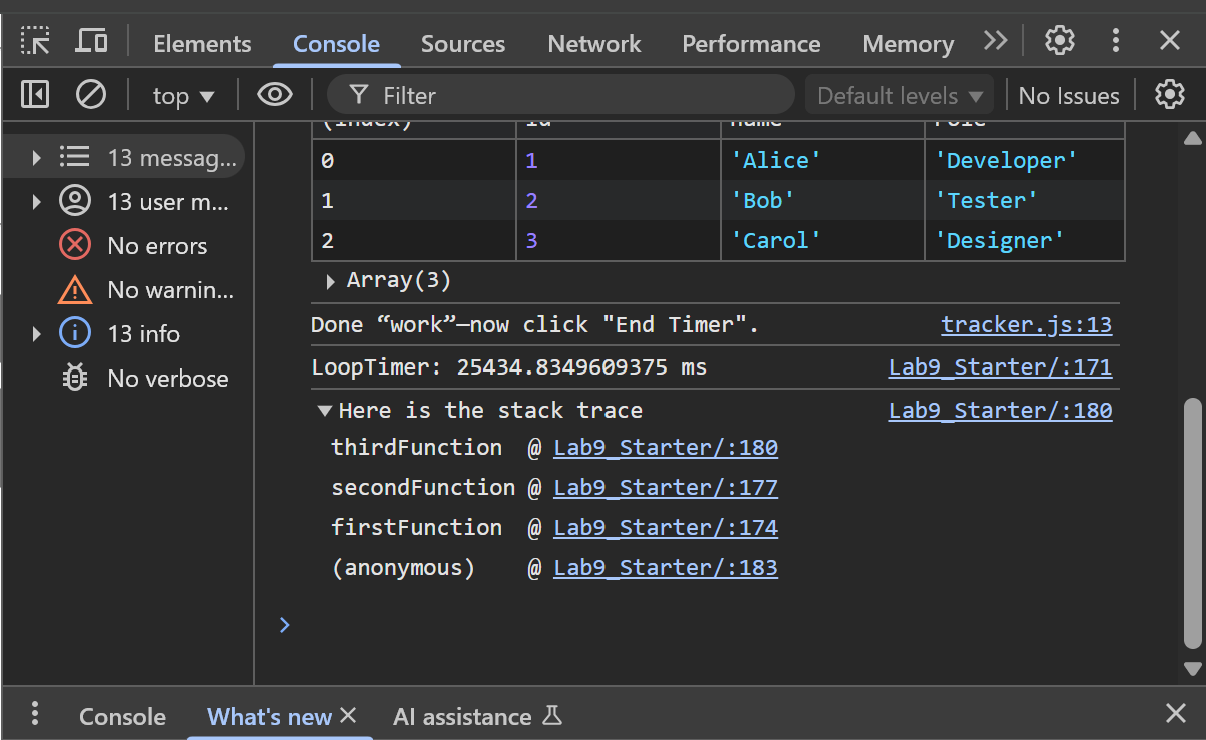 Elements Console Sources Network Performance Memory
top Filter Default levels No Issues
13 messag...
13 user m...
No errors
No warnin...
13 info
No verbose
(index) id name role
0 1 'Alice' 'Developer'
1 2 'Bob' 'Tester'
2 3 'Carol' 'Designer'
Array(3)
Done “work”—now click "End Timer". tracker.js:13
LoopTimer: 25434.8349609375 ms Lab9_Starter/:171
Here is the stack trace Lab9_Starter/:180
thirdFunction @ Lab9_Starter/:180
secondFunction @ Lab9_Starter/:177
firstFunction @ Lab9_Starter/:174
(anonymous) @ Lab9_Starter/:183
Console What's new AI assistance